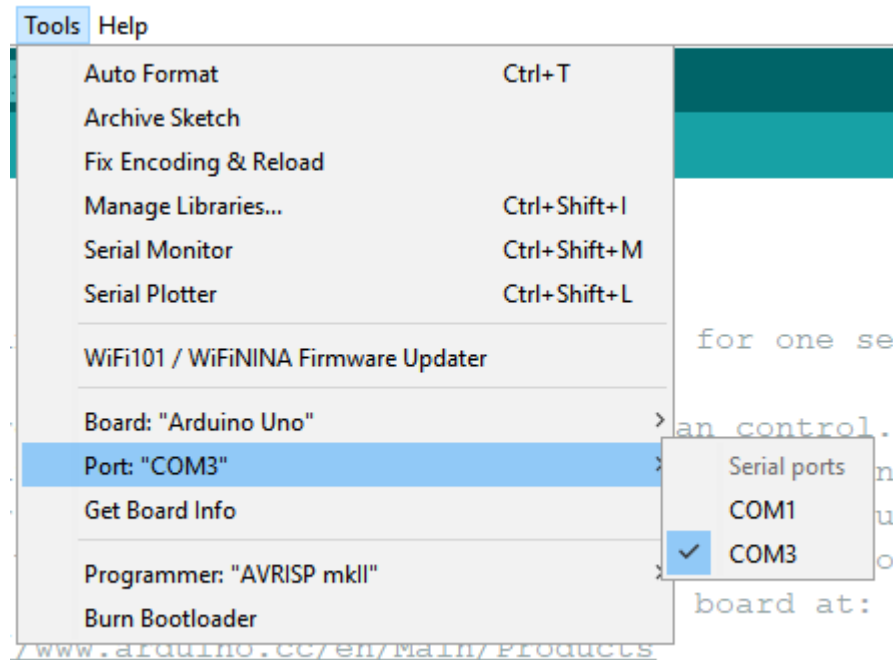 Tools Help
Auto Format Ctrl+T
Archive Sketch
Fix Encoding & Reload
Manage Libraries... Ctrl+Shift+I
Serial Monitor Ctrl+Shift+M
Serial Plotter Ctrl+Shift+L
for one se
WiFi101 / WiFiNINA Firmware Updater
Board: "Arduino Uno"
an control.
Port: "COM3"
Serial ports
Get Board Info
COM1
COM3
Programmer: "AVRISP mkII"
board at:
Burn Bootloader
/www.arduino.cc/en/Main/Products